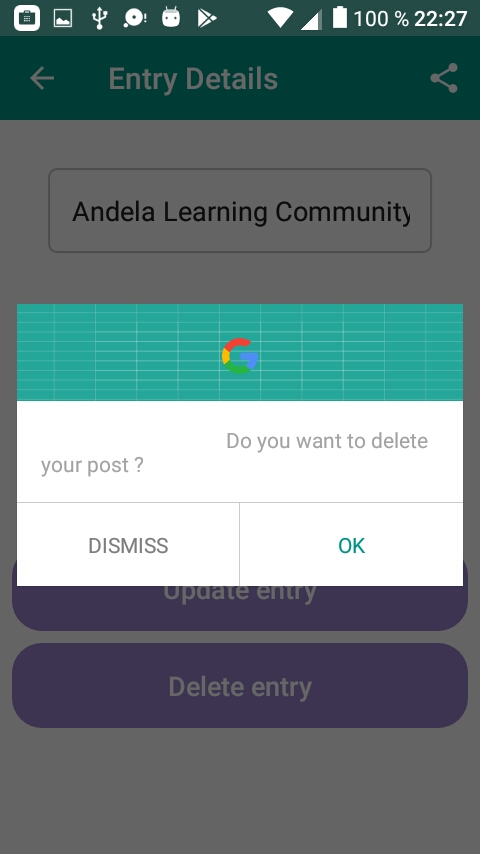 100 % 22:27
Entry Details
Andela Learning Community
Do you want to delete
your post ?
DISMISS
OK
Update entry
Delete entry